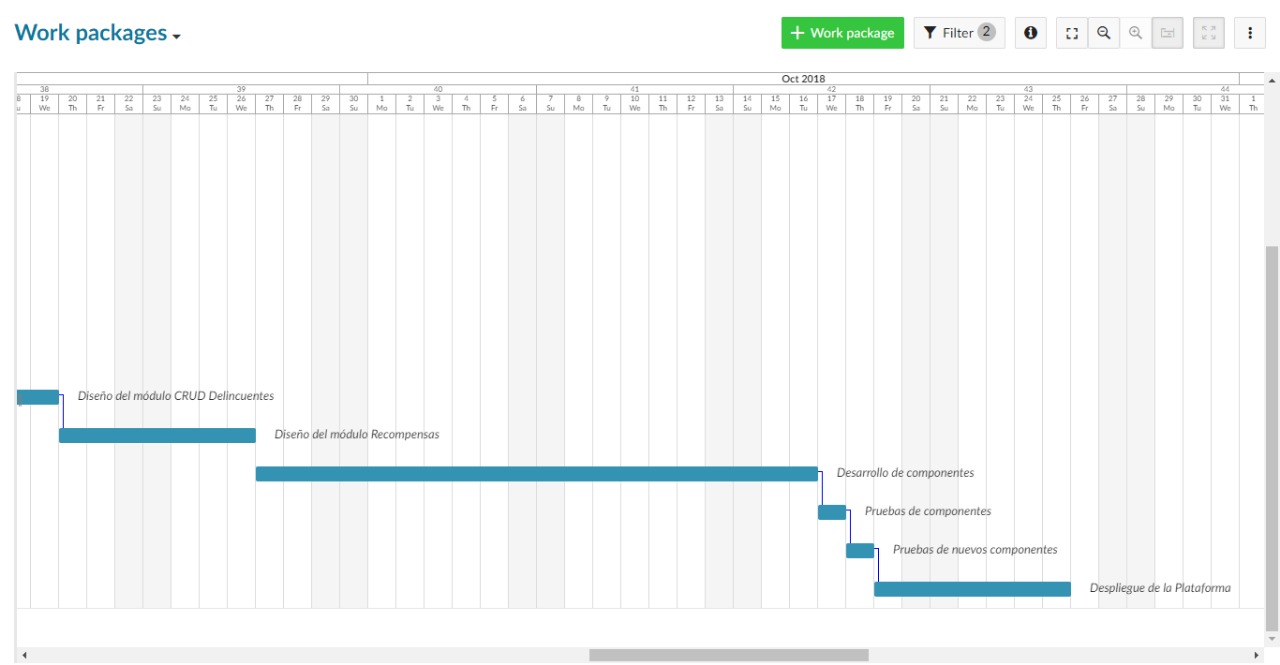 Work packages
+ Work package
Filter 2
Oct 2018
38 39 40 41 42 43 44
19 20 21 22 23 24 25 26 27 28 29 30 1 2 3 4 5 6 7 8 9 10 11 12 13 14 15 16 17 18 19 20 21 22 23 24 25 26 27 28 29 30 31 1
We Th Fr Sa Su Mo Tu We Th Fr Sa Su Mo Tu We Th Fr Sa Su Mo Tu We Th Fr Sa Su Mo Tu We Th Fr Sa Su Mo Tu We Th Fr Sa Su Mo Tu We Th
Diseño del módulo CRUD Delincuentes
Diseño del módulo Recompensas
Desarrollo de componentes
Pruebas de componentes
Pruebas de nuevos componentes
Despliegue de la Plataforma